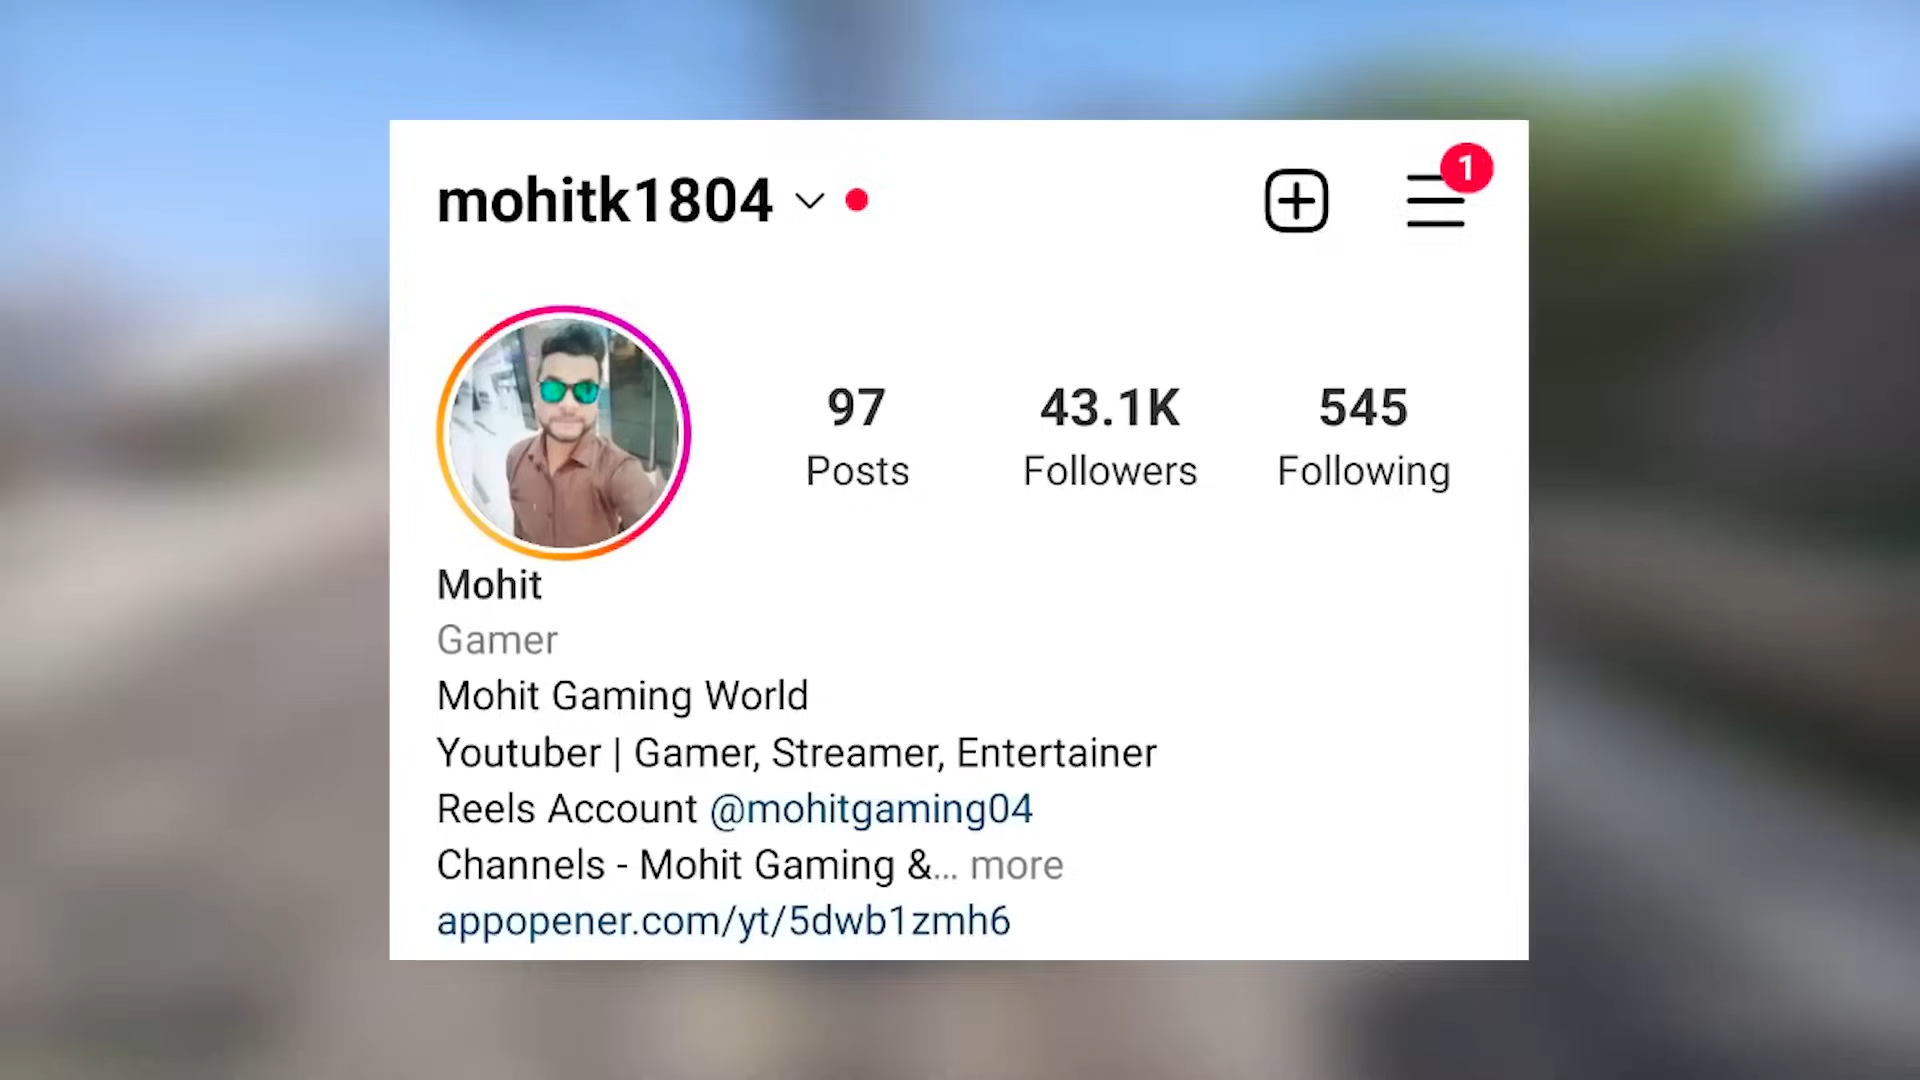 mohitk1804
1
97 43.1K 545
Posts Followers Following
Mohit
Gamer
Mohit Gaming World
Youtuber | Gamer, Streamer, Entertainer
Reels Account @mohitgaming04
Channels - Mohit Gaming &... more
appopener.com/yt/5dwb1zmh6